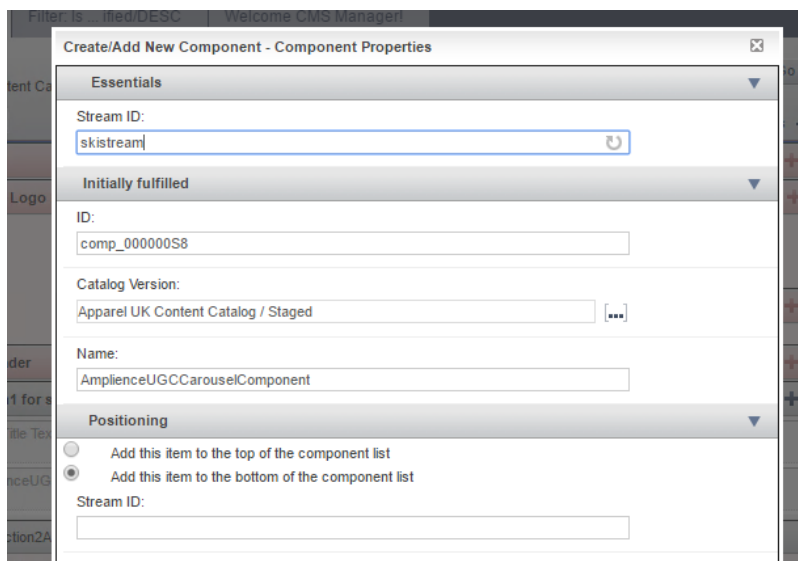 Filter: Is ... ified/DESC
Welcome CMS Manager!
Create/Add New Component - Component Properties
Essentials
Stream ID:
skistream
Initially fulfilled
ID:
comp_000000S8
Catalog Version:
Apparel UK Content Catalog / Staged
Name:
AmplienceUGCCarouselComponent
Positioning
Add this item to the top of the component list
Add this item to the bottom of the component list
Stream ID:
tent Ca
Logo
der
1 for s
Title Tex
nceUG
ction2A